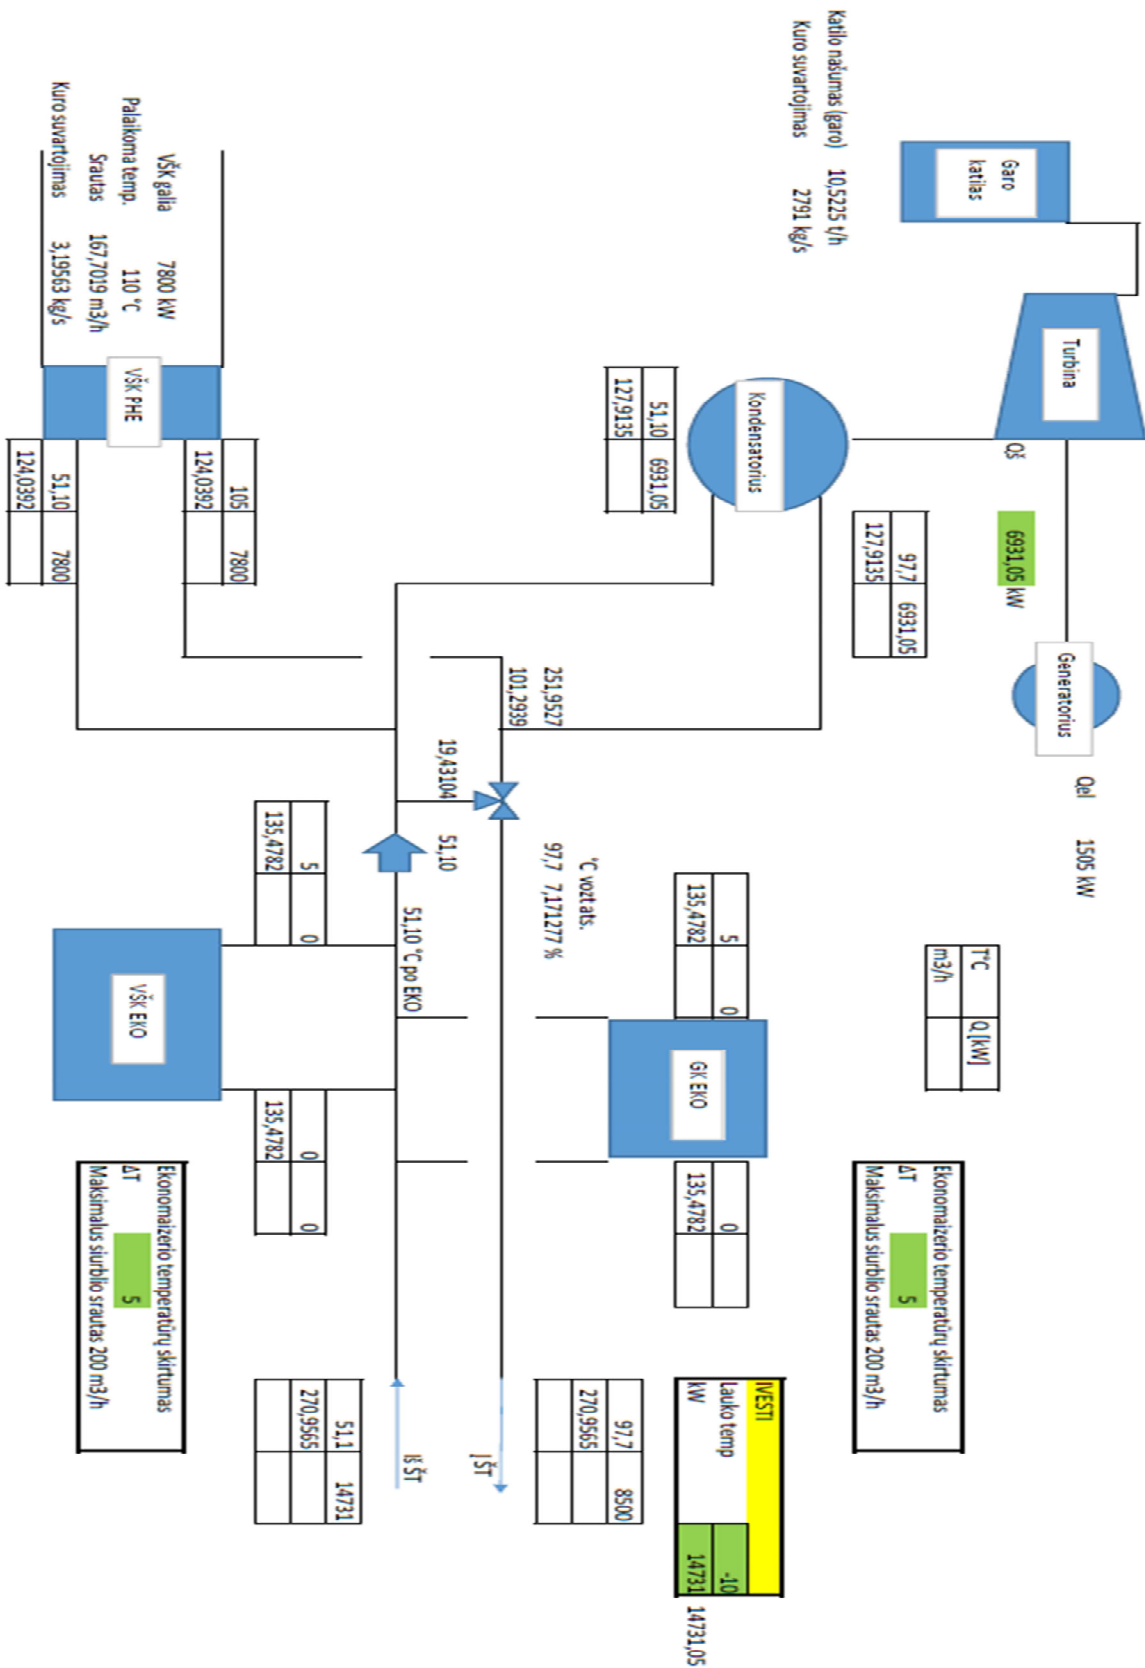 Garo
katilas
Katilo našumas (garo) 10,5225 t/h
Kuro suvartojimas 2791 kg/s
Turbina
Qš 6931,05 kW
Generatorius
Qel 1505 kW
T°C Q [kW]
m3/h
Ekonomaizerio temperatūrų skirtumas
ΔT 5
Maksimalus siurblio srautas 200 m3/h
97,7 6931,05
127,9135
Kondensatorius
51,10 6931,05
127,9135
5 0
135,4782
GK EKO
0
135,4782
ĮVESTI
Lauko temp -10
kW 14731 14731,05
°C vožt ats.
97,7 7,171277 %
251,9527
101,2939
97,7 8500
270,9565
Į ŠT
19,43104
51,10
51,10 °C po EKO
Iš ŠT
51,1 14731
270,9565
VŠK galia 7800 kW
Palaikoma temp. 110 °C
Srautas 167,7019 m3/h
Kuro suvartojimas 3,19563 kg/s
VŠK PHE
105 7800
124,0392
51,10 7800
124,0392
5 0
135,4782
VŠK EKO
0 0
135,4782
Ekonomaizerio temperatūrų skirtumas
ΔT 5
Maksimalus siurblio srautas 200 m3/h